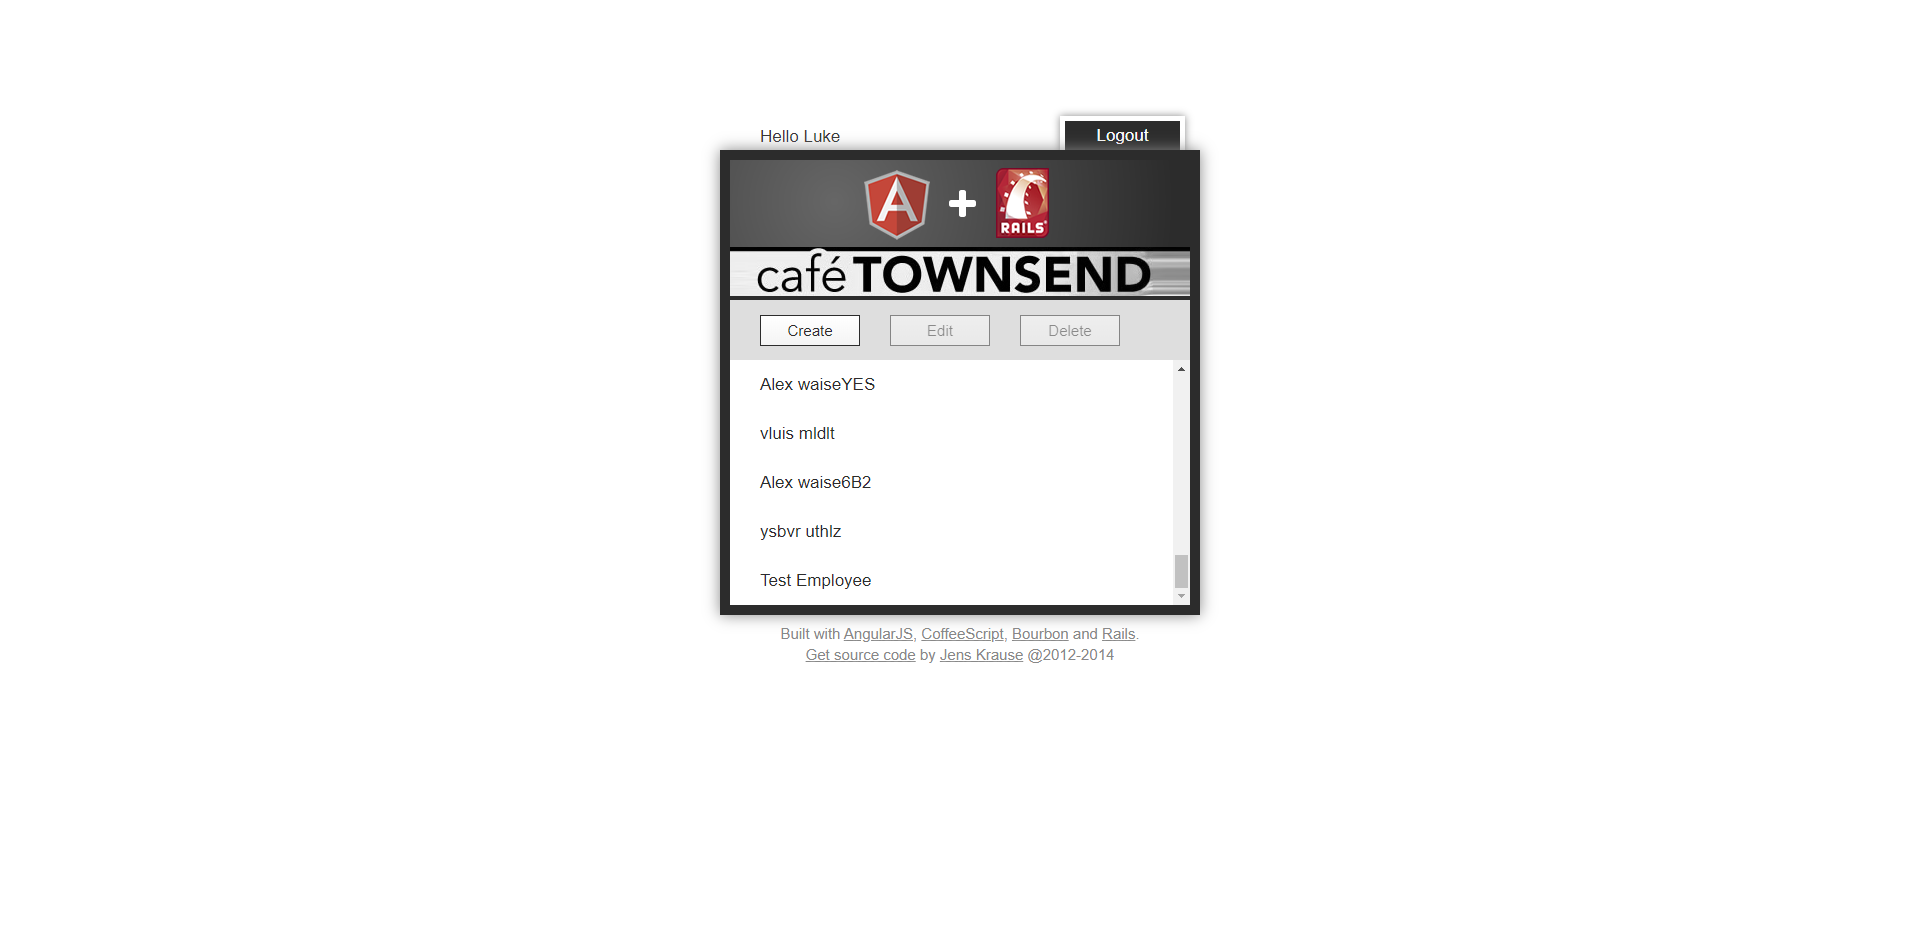 Hello Luke
Logout
RAILS
café TOWNSEND
Create
Edit
Delete
Alex waiseYES
vluis mldlt
Alex waise6B2
ysbvr uthlz
Test Employee
Built with AngularJS, CoffeeScript, Bourbon and Rails.
Get source code by Jens Krause @2012-2014